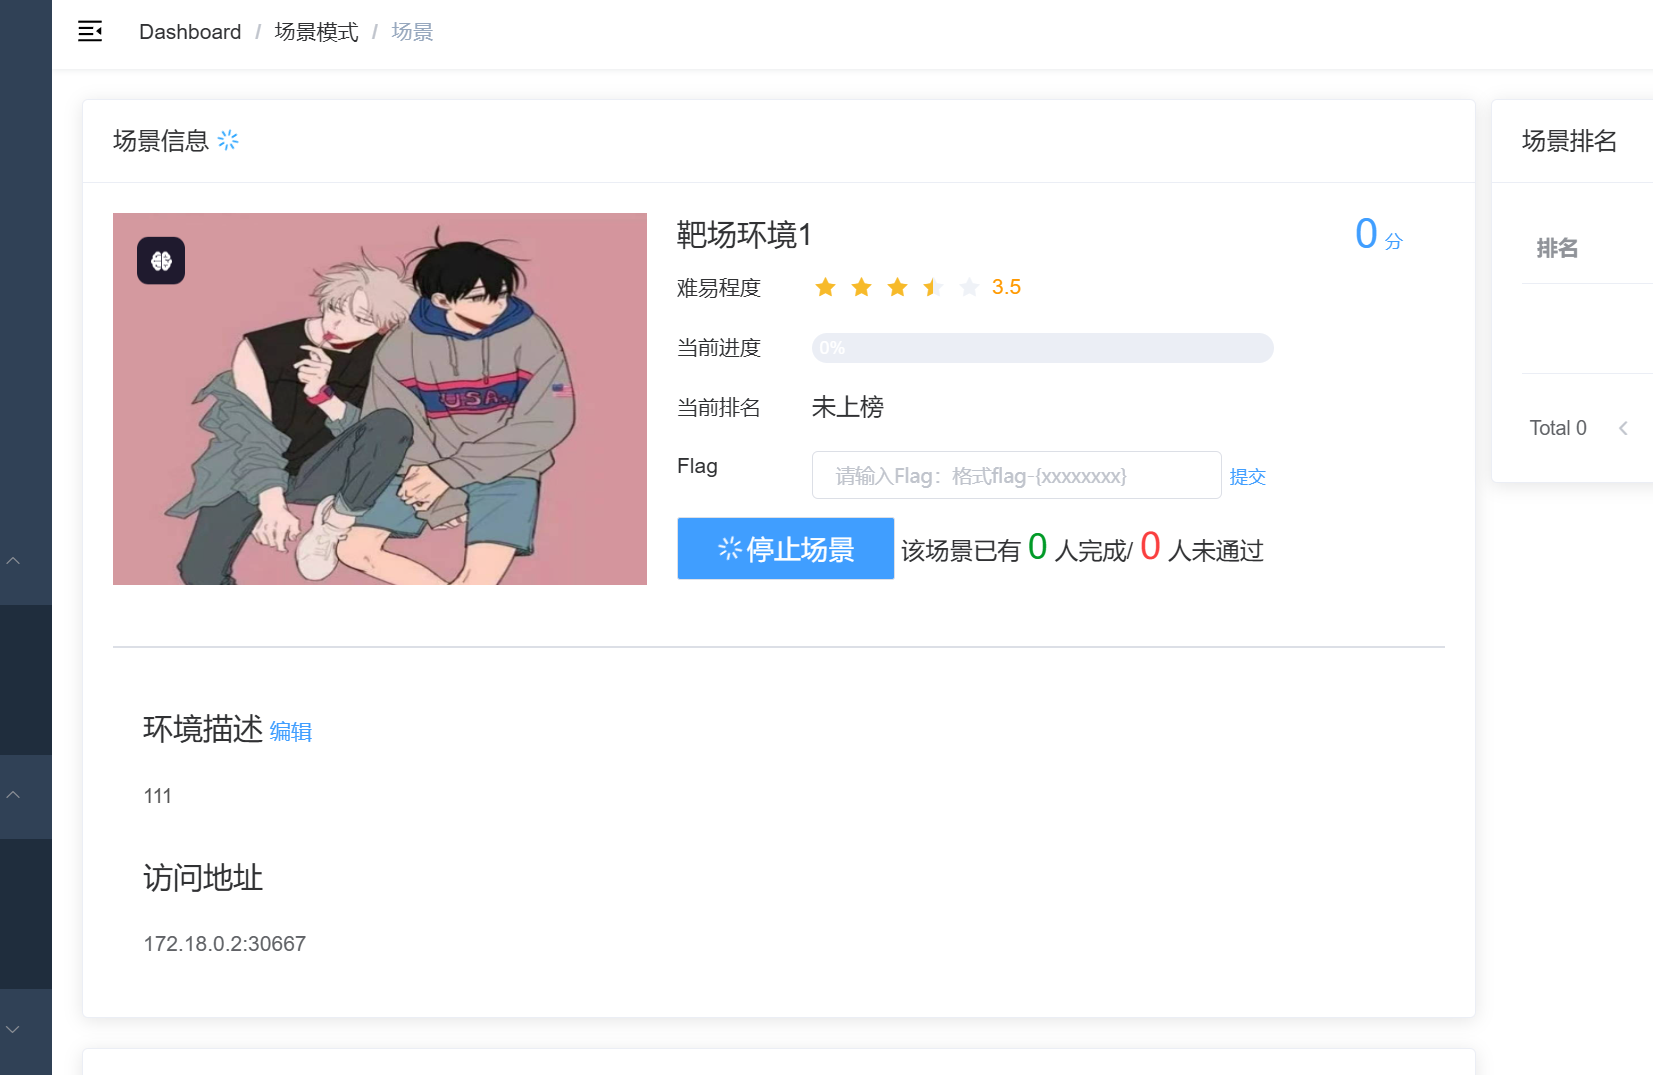 Dashboard / 场景模式 / 场景
场景信息
靶场环境1
0 分
难易程度 3.5
当前进度 0%
当前排名 未上榜
Flag 请输入Flag：格式flag-{xxxxxxxx} 提交
停止场景 该场景已有 0 人完成/ 0 人未通过
USA.
环境描述 编辑
111
访问地址
172.18.0.2:30667
场景排名
排名
Total 0